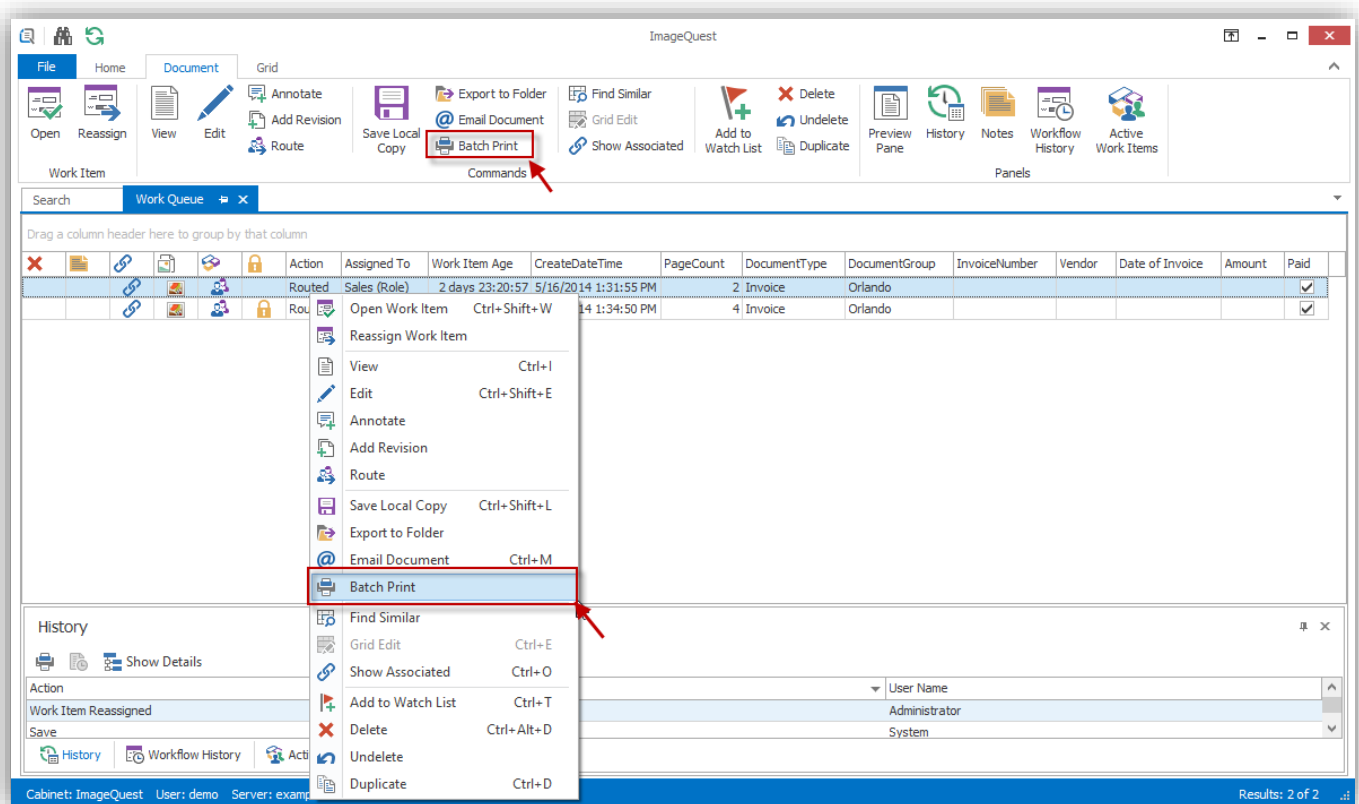 ImageQuest
File Home Document Grid
Open Reassign View Edit Annotate Add Revision Route Save Local Copy Export to Folder Email Document Batch Print Find Similar Grid Edit Show Associated Add to Watch List Delete Undelete Duplicate Preview Pane History Notes Workflow History Active Work Items
Work Item Commands Panels
Search Work Queue
Drag a column header here to group by that column
Action Assigned To Work Item Age CreateDateTime PageCount DocumentType DocumentGroup InvoiceNumber Vendor Date of Invoice Amount Paid
Routed Sales (Role) 2 days 23:20:57 5/16/2014 1:31:55 PM 2 Invoice Orlando
Rou 14 1:34:50 PM 4 Invoice Orlando
Open Work Item Ctrl+Shift+W
Reassign Work Item
View Ctrl+I
Edit Ctrl+Shift+E
Annotate
Add Revision
Route
Save Local Copy Ctrl+Shift+L
Export to Folder
Email Document Ctrl+M
Batch Print
Find Similar
Grid Edit Ctrl+E
Show Associated Ctrl+O
Add to Watch List Ctrl+T
Delete Ctrl+Alt+D
Undelete
Duplicate Ctrl+D
History
Show Details
Action User Name
Work Item Reassigned Administrator
Save System
History Workflow History Acti
Cabinet: ImageQuest User: demo Server: examp Results: 2 of 2